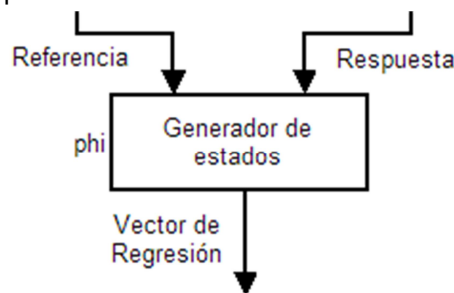 Referencia
Respuesta
Generador de
estados
phi
Vector de
Regresión